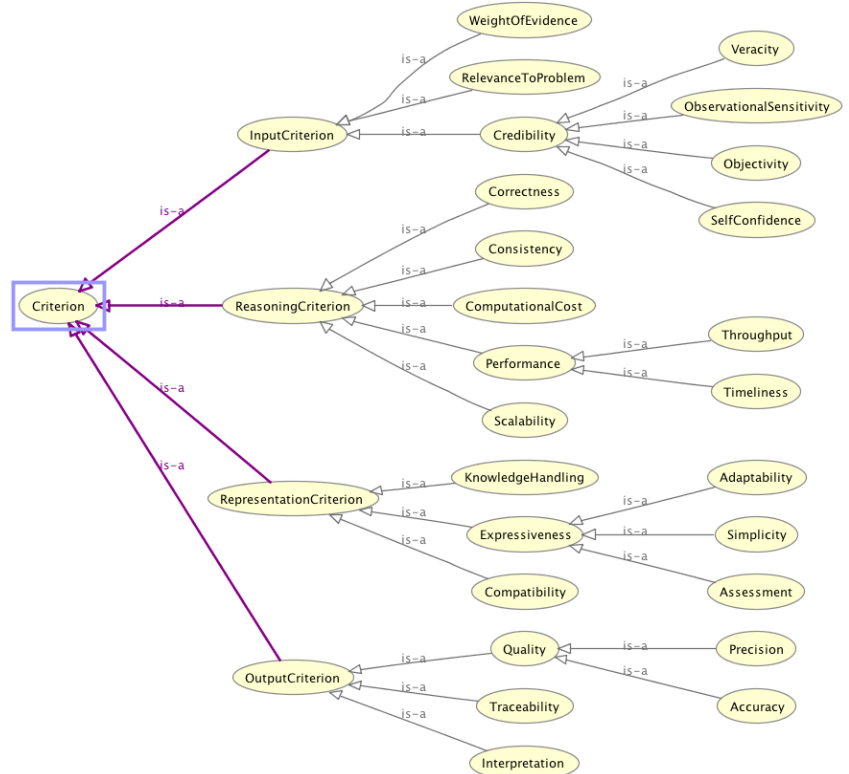 WeightOfEvidence
is-a
Veracity
is-a
RelevanceToProblem
is-a
ObservationalSensitivity
is-a
InputCriterion
is-a
Credibility
is-a
Objectivity
is-a
SelfConfidence
Correctness
is-a
is-a
Consistency
is-a
Criterion
is-a
ReasoningCriterion
is-a
ComputationalCost
is-a
Performance
is-a
Throughput
is-a
Timeliness
is-a
Scalability
is-a
KnowledgeHandling
is-a
Adaptability
is-a
RepresentationCriterion
is-a
Expressiveness
is-a
Simplicity
is-a
Compatibility
is-a
Assessment
is-a
Quality
is-a
Precision
is-a
OutputCriterion
is-a
Traceability
is-a
Accuracy
is-a
Interpretation